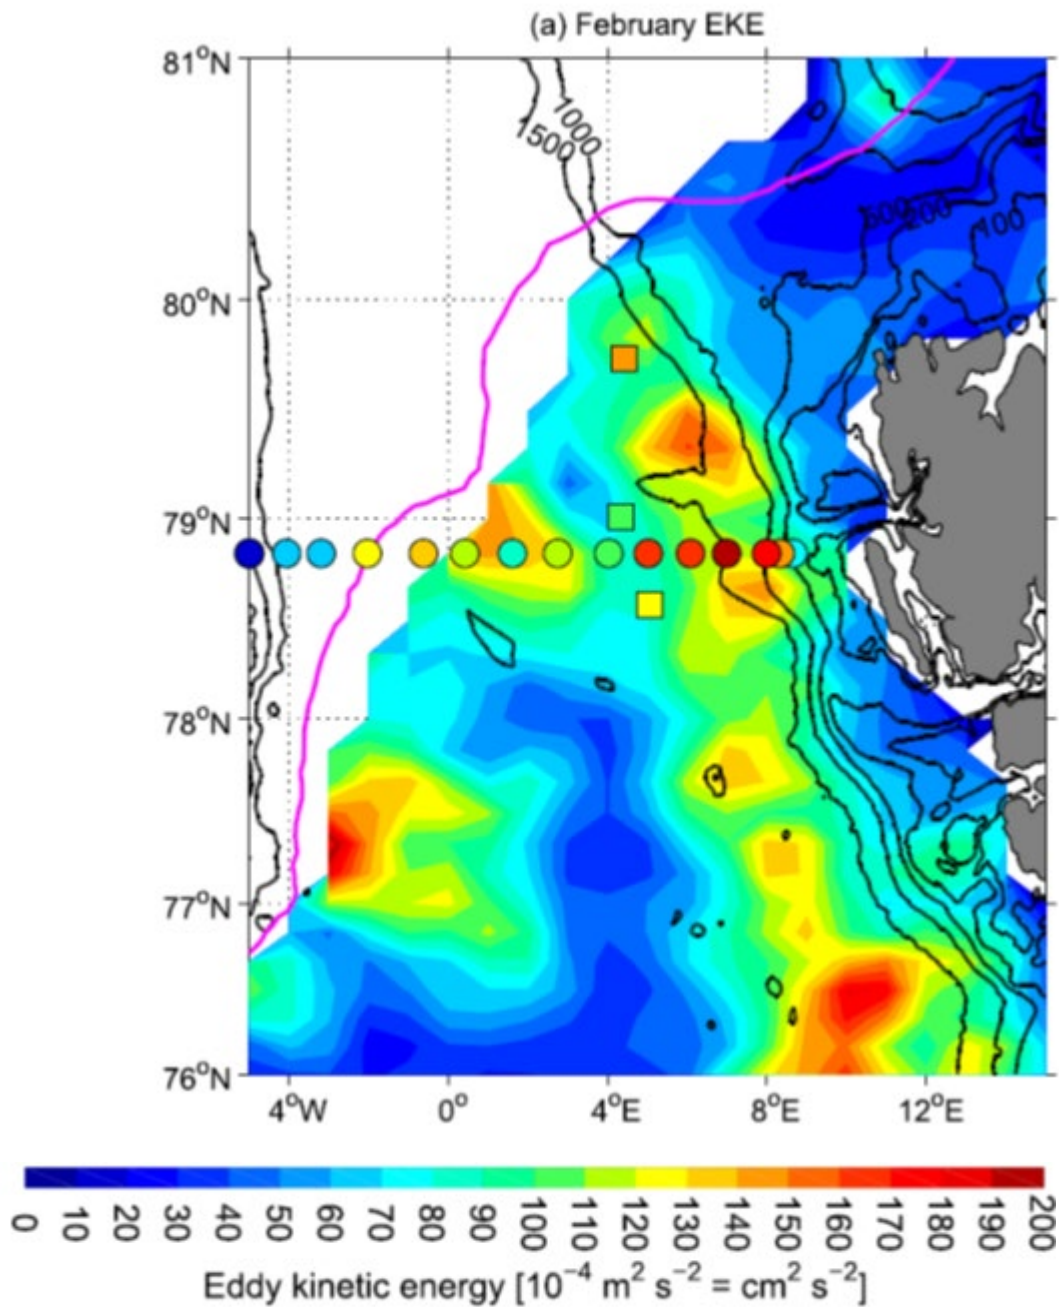 (a) February EKE
81°N
80°N
79°N
78°N
77°N
76°N
1000
1500
500
200
100
4°W 0° 4°E 8°E 12°E
0 10 20 30 40 50 60 70 80 90 100 110 120 130 140 150 160 170 180 190 200
Eddy kinetic energy [10⁻⁴ m² s⁻² = cm² s⁻²]